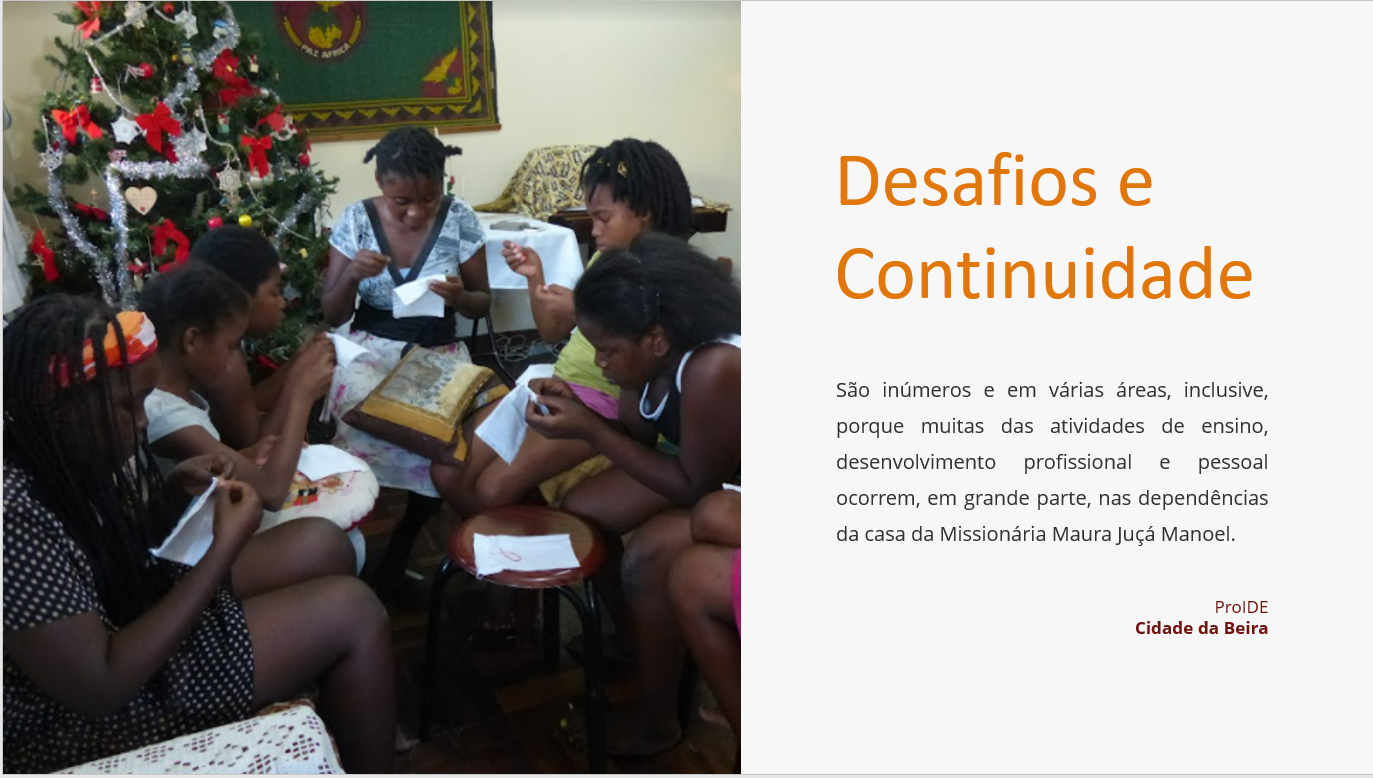 PAZ AFRICA
Desafios e
Continuidade
São inúmeros e em várias áreas, inclusive,
porque muitas das atividades de ensino,
desenvolvimento profissional e pessoal
ocorrem, em grande parte, nas dependências
da casa da Missionária Maura Juçá Manoel.
ProIDE
Cidade da Beira